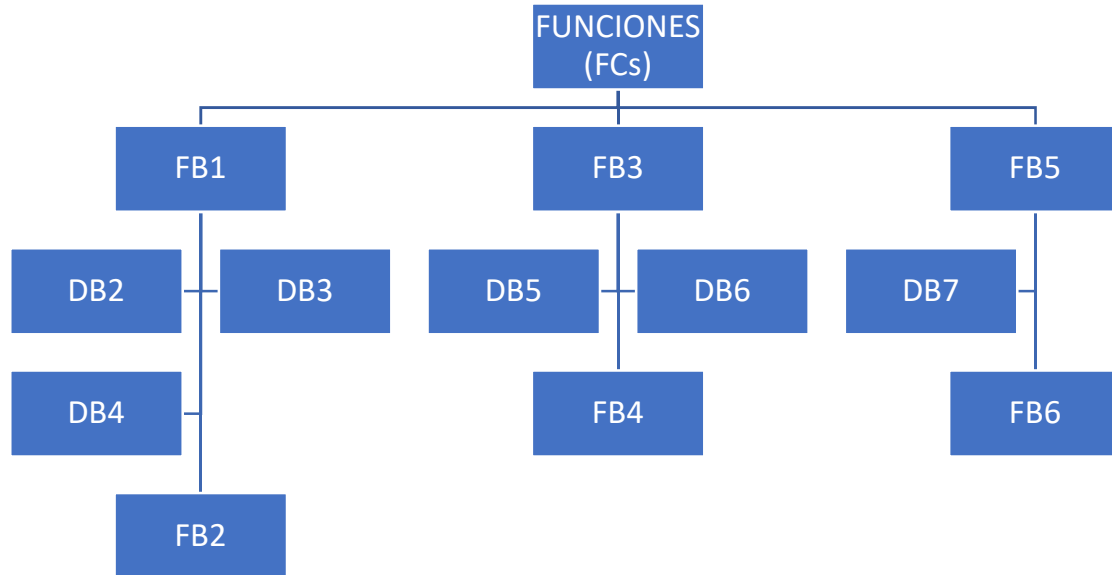 FUNCIONES
(FCs)
FB1
FB3
FB5
DB2
DB3
DB5
DB6
DB7
DB4
FB4
FB6
FB2